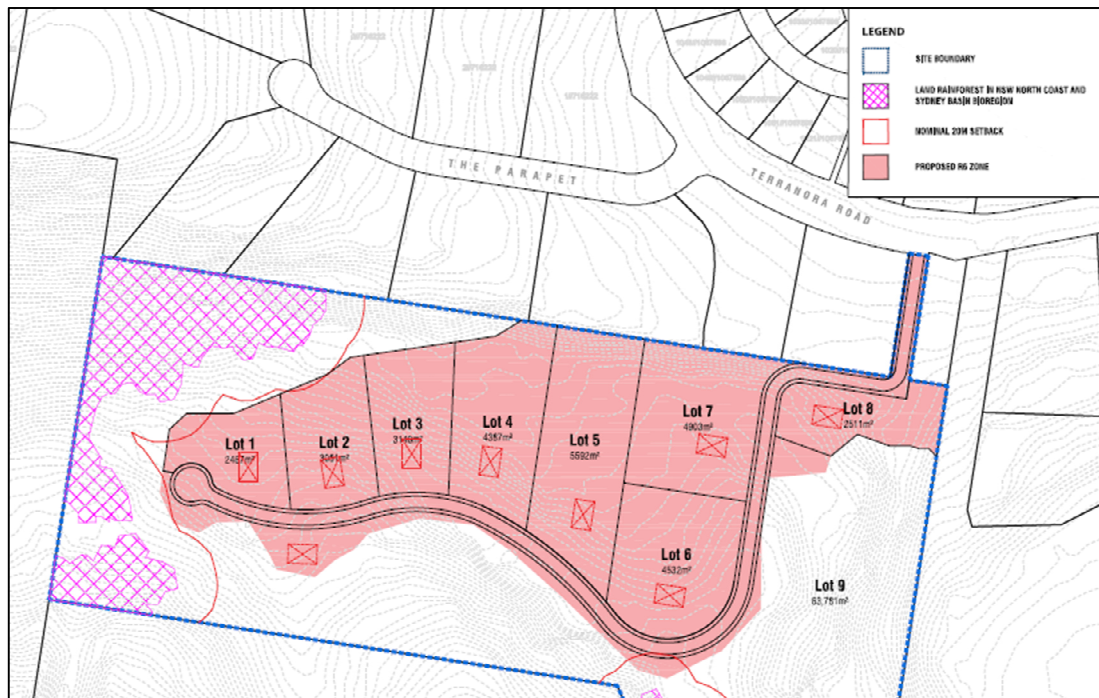 LEGEND
SITE BOUNDARY
LAND RAINFOREST IN NSW NORTH COAST AND
SYDNEY BASIN BIOREGION
NOMINAL 20M SETBACK
PROPOSED R5 ZONE
THE PARAPET
TERRANORA ROAD
Lot 1
Lot 2
Lot 3
Lot 4
4387m²
Lot 5
5592m²
Lot 7
4903m²
Lot 8
2511m²
Lot 6
4532m²
Lot 9
63,781m²